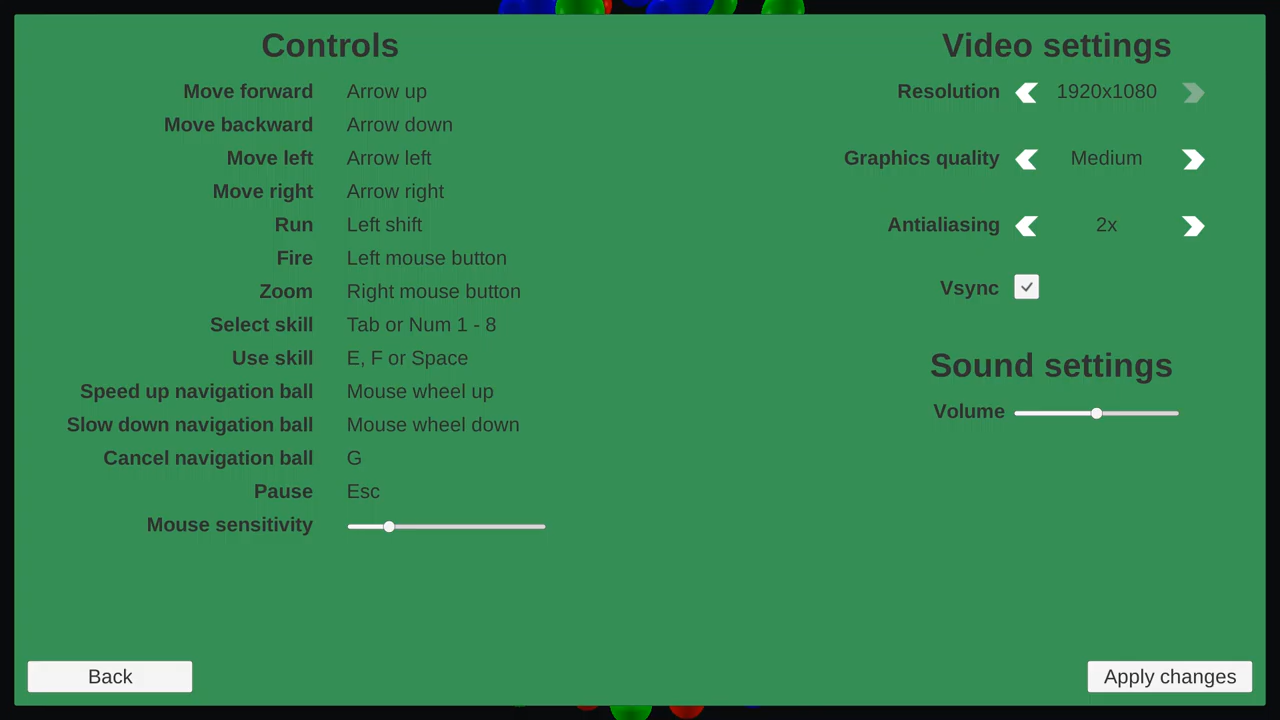 Controls
Move forward Arrow up
Move backward Arrow down
Move left Arrow left
Move right Arrow right
Run Left shift
Fire Left mouse button
Zoom Right mouse button
Select skill Tab or Num 1 - 8
Use skill E, F or Space
Speed up navigation ball Mouse wheel up
Slow down navigation ball Mouse wheel down
Cancel navigation ball G
Pause Esc
Mouse sensitivity
Video settings
Resolution 1920x1080
Graphics quality Medium
Antialiasing 2x
Vsync
Sound settings
Volume
Back
Apply changes